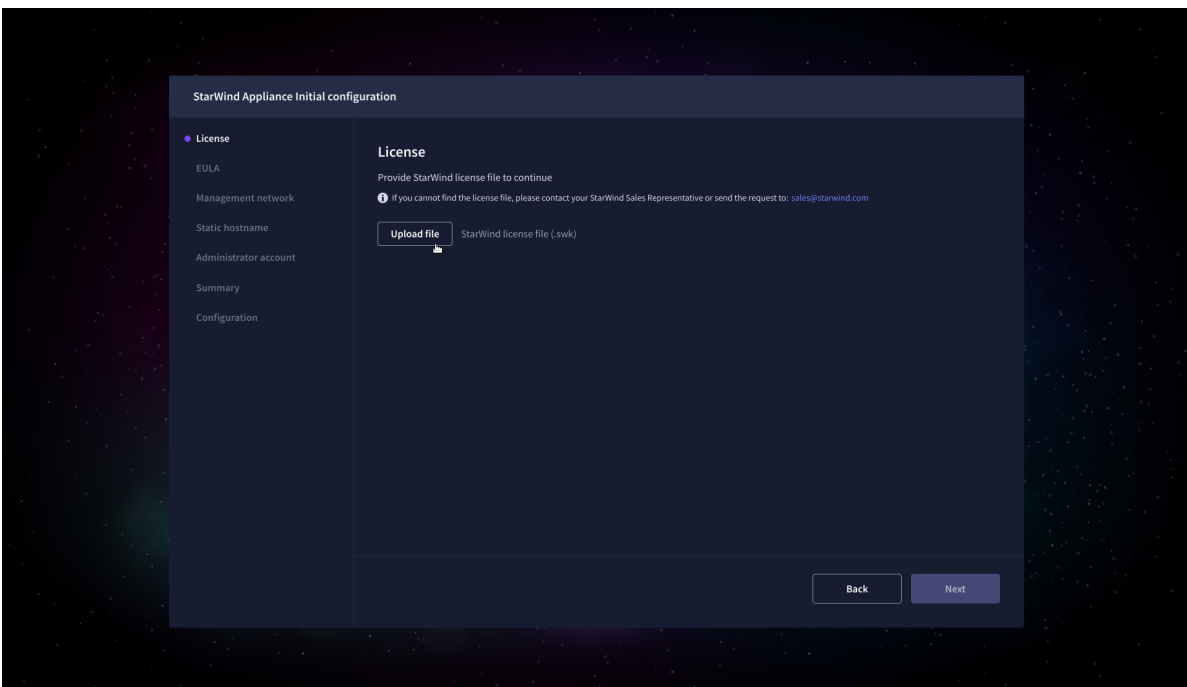 StarWind Appliance Initial configuration
License
EULA
Management network
Static hostname
Administrator account
Summary
Configuration
License
Provide StarWind license file to continue
If you cannot find the license file, please contact your StarWind Sales Representative or send the request to: sales@starwind.com
Upload file StarWind license file (.swk)
Back Next